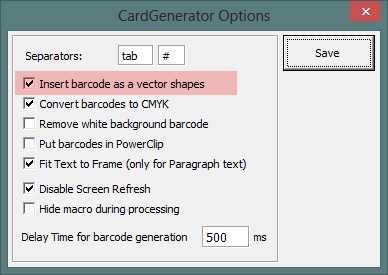 CardGenerator Options
x
Separators: tab #
Save
Insert barcode as a vector shapes
Convert barcodes to CMYK
Remove white background barcode
Put barcodes in PowerClip
Fit Text to Frame (only for Paragraph text)
Disable Screen Refresh
Hide macro during processing
Delay Time for barcode generation 500 ms